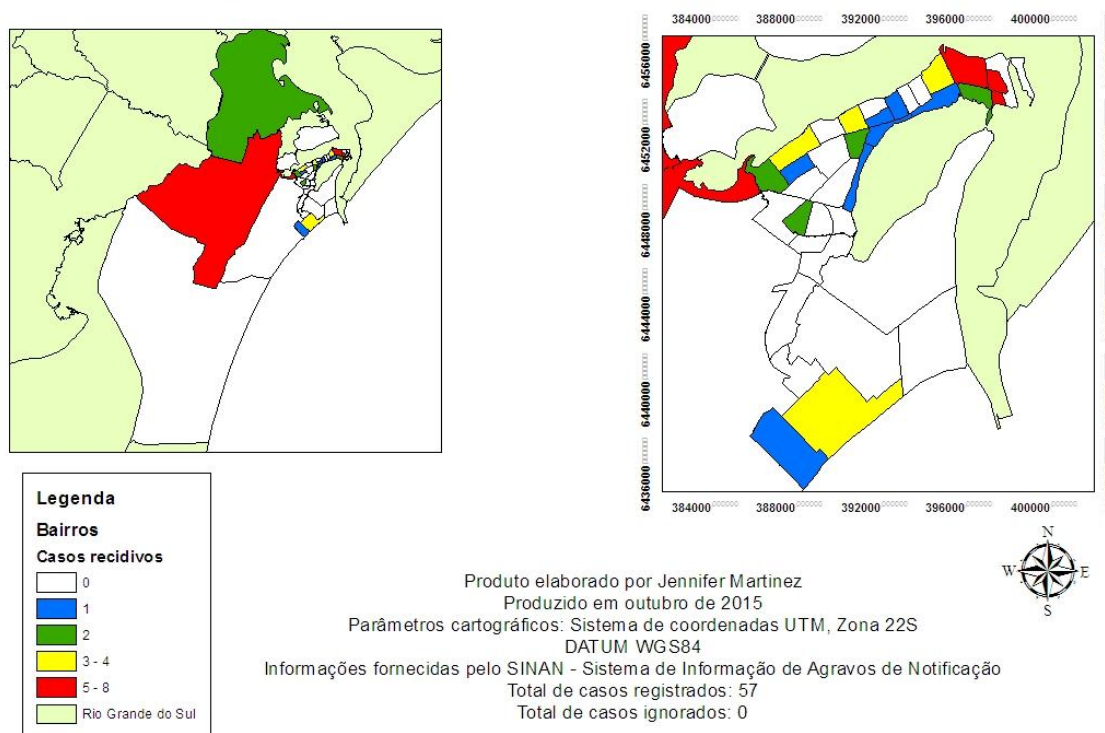 384000 388000 392000 396000 400000
6456000
6452000
6448000
6444000
6440000
6436000
384000 388000 392000 396000 400000
Legenda
Bairros
Casos recidivos
0
1
2
3 - 4
5 - 8
Rio Grande do Sul
N
W E
S
Produto elaborado por Jennifer Martinez
Produzido em outubro de 2015
Parâmetros cartográficos: Sistema de coordenadas UTM, Zona 22S
DATUM WGS84
Informações fornecidas pelo SINAN - Sistema de Informação de Agravos de Notificação
Total de casos registrados: 57
Total de casos ignorados: 0